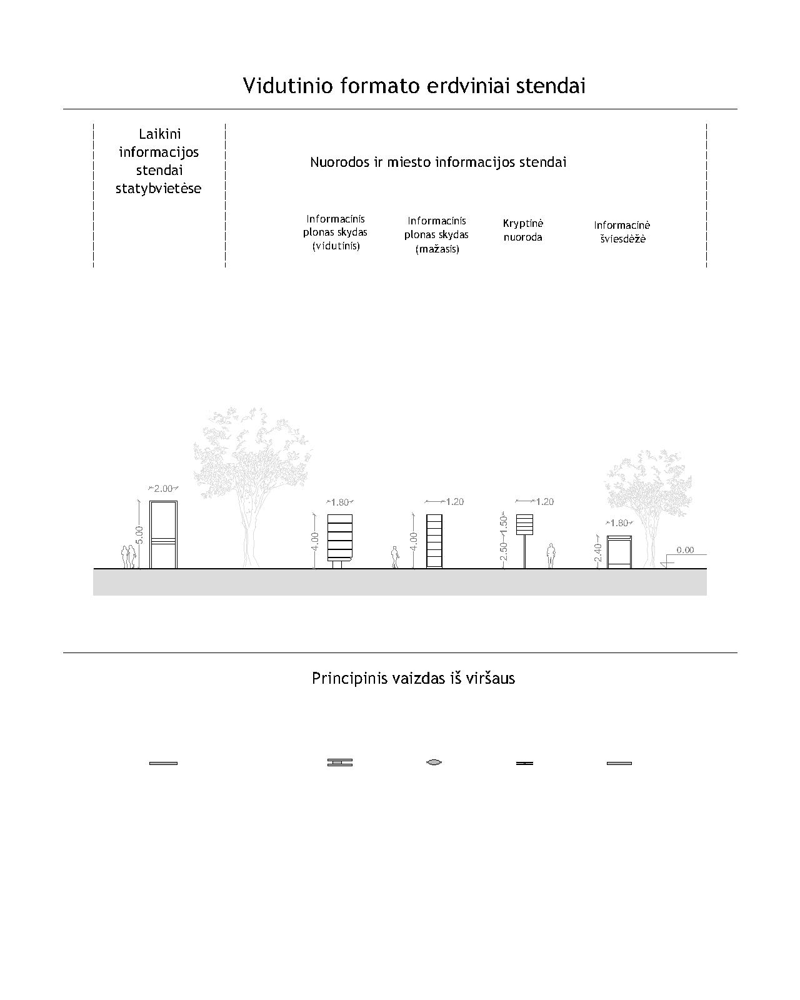 Vidutinio formato erdviniai stendai
Laikini
informacijos
stendai
statybvietėse
Nuorodos ir miesto informacijos stendai
Informacinis
plonas skydas
(vidutinis)
Informacinis
plonas skydas
(mažasis)
Kryptinė
nuoroda
Informacinė
šviesdėžė
2.00
5.00
1.80
4.00
1.20
4.00
1.20
1.50
2.50
1.80
2.40
0.00
Principinis vaizdas iš viršaus